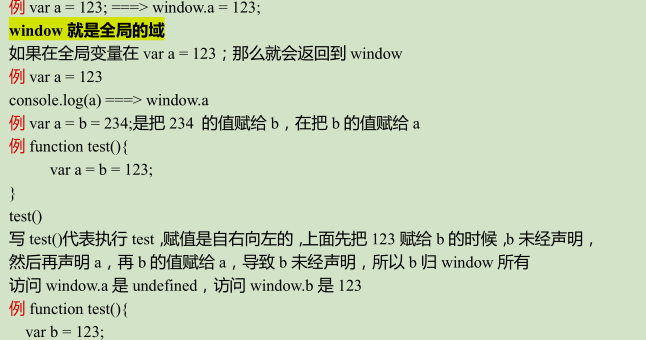 例 var a = 123; ===> window.a = 123;
window 就是全局的域
如果在全局变量在 var a = 123；那么就会返回到 window
例 var a = 123
console.log(a) ===> window.a
例 var a = b = 234;是把 234 的值赋给 b，在把 b 的值赋给 a
例 function test(){
var a = b = 123;
}
test()
写 test()代表执行 test ,赋值是自右向左的 ,上面先把 123 赋给 b 的时候 ,b 未经声明，
然后再声明 a，再 b 的值赋给 a，导致 b 未经声明，所以 b 归 window 所有
访问 window.a 是 undefined，访问 window.b 是 123
例 function test(){
var b = 123;